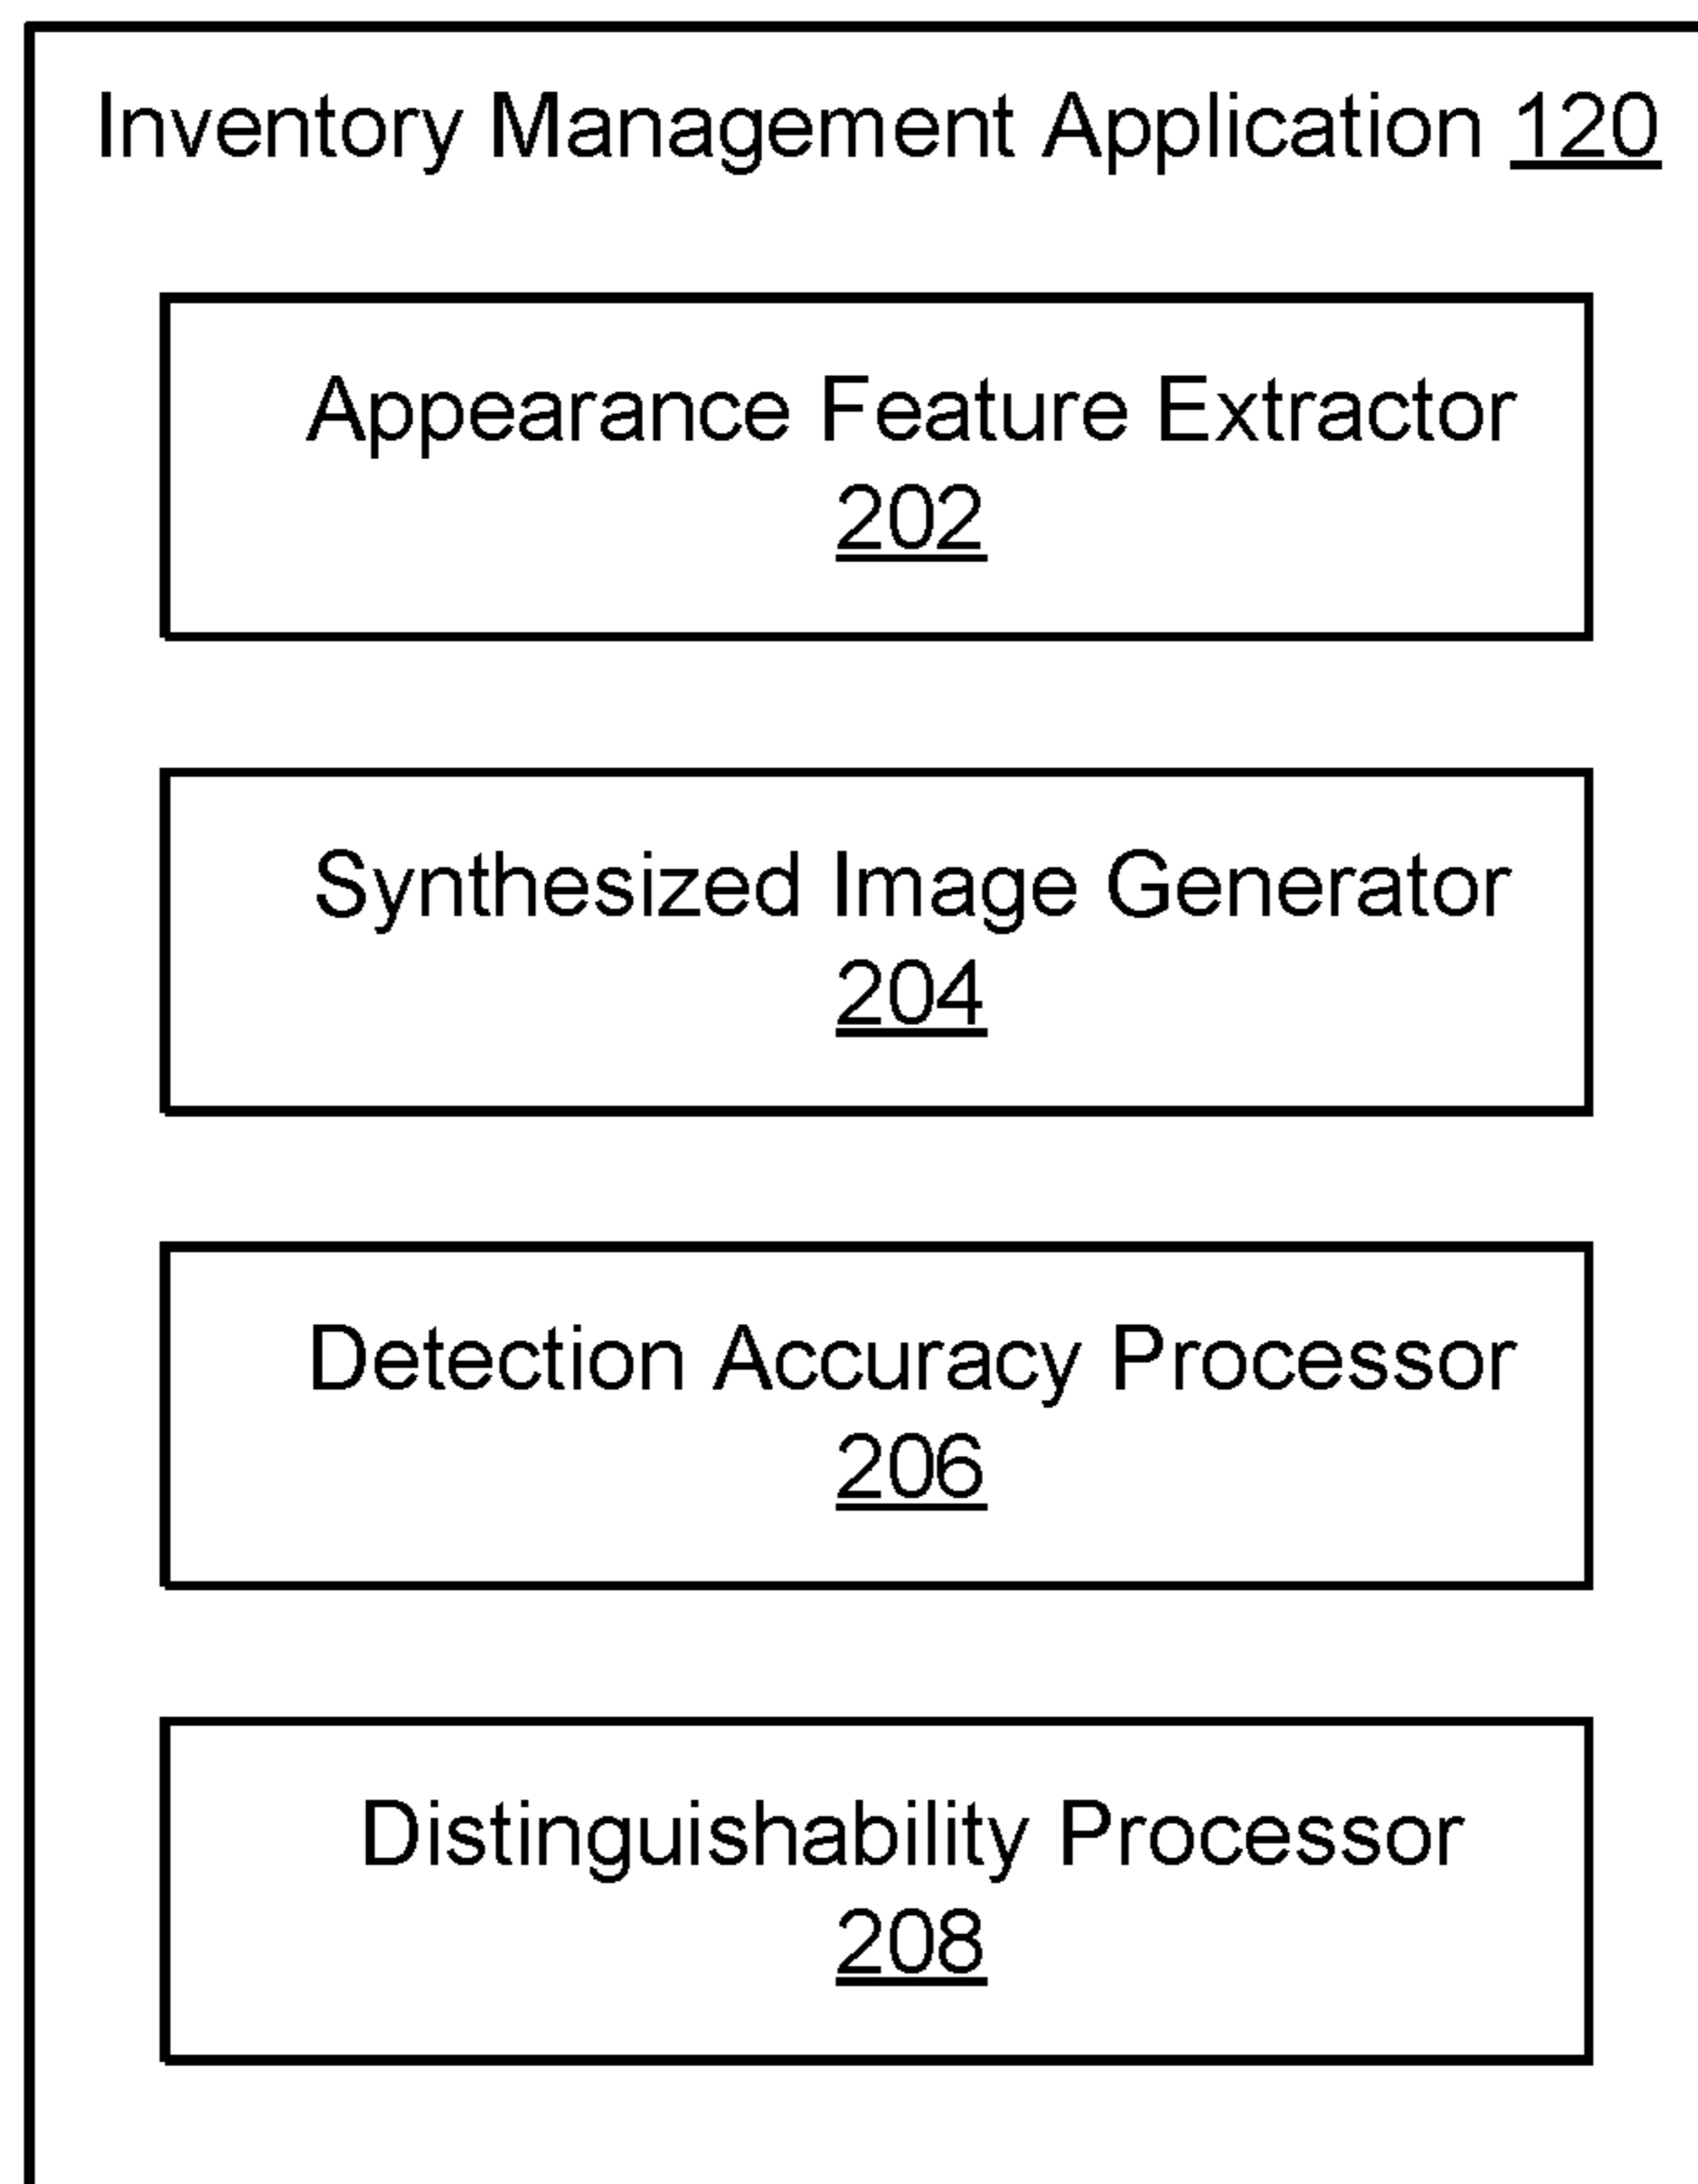 Inventory Management Application 120
Appearance Feature Extractor
202
Synthesized Image Generator
204
Detection Accuracy Processor
206
Distinguishability Processor
208